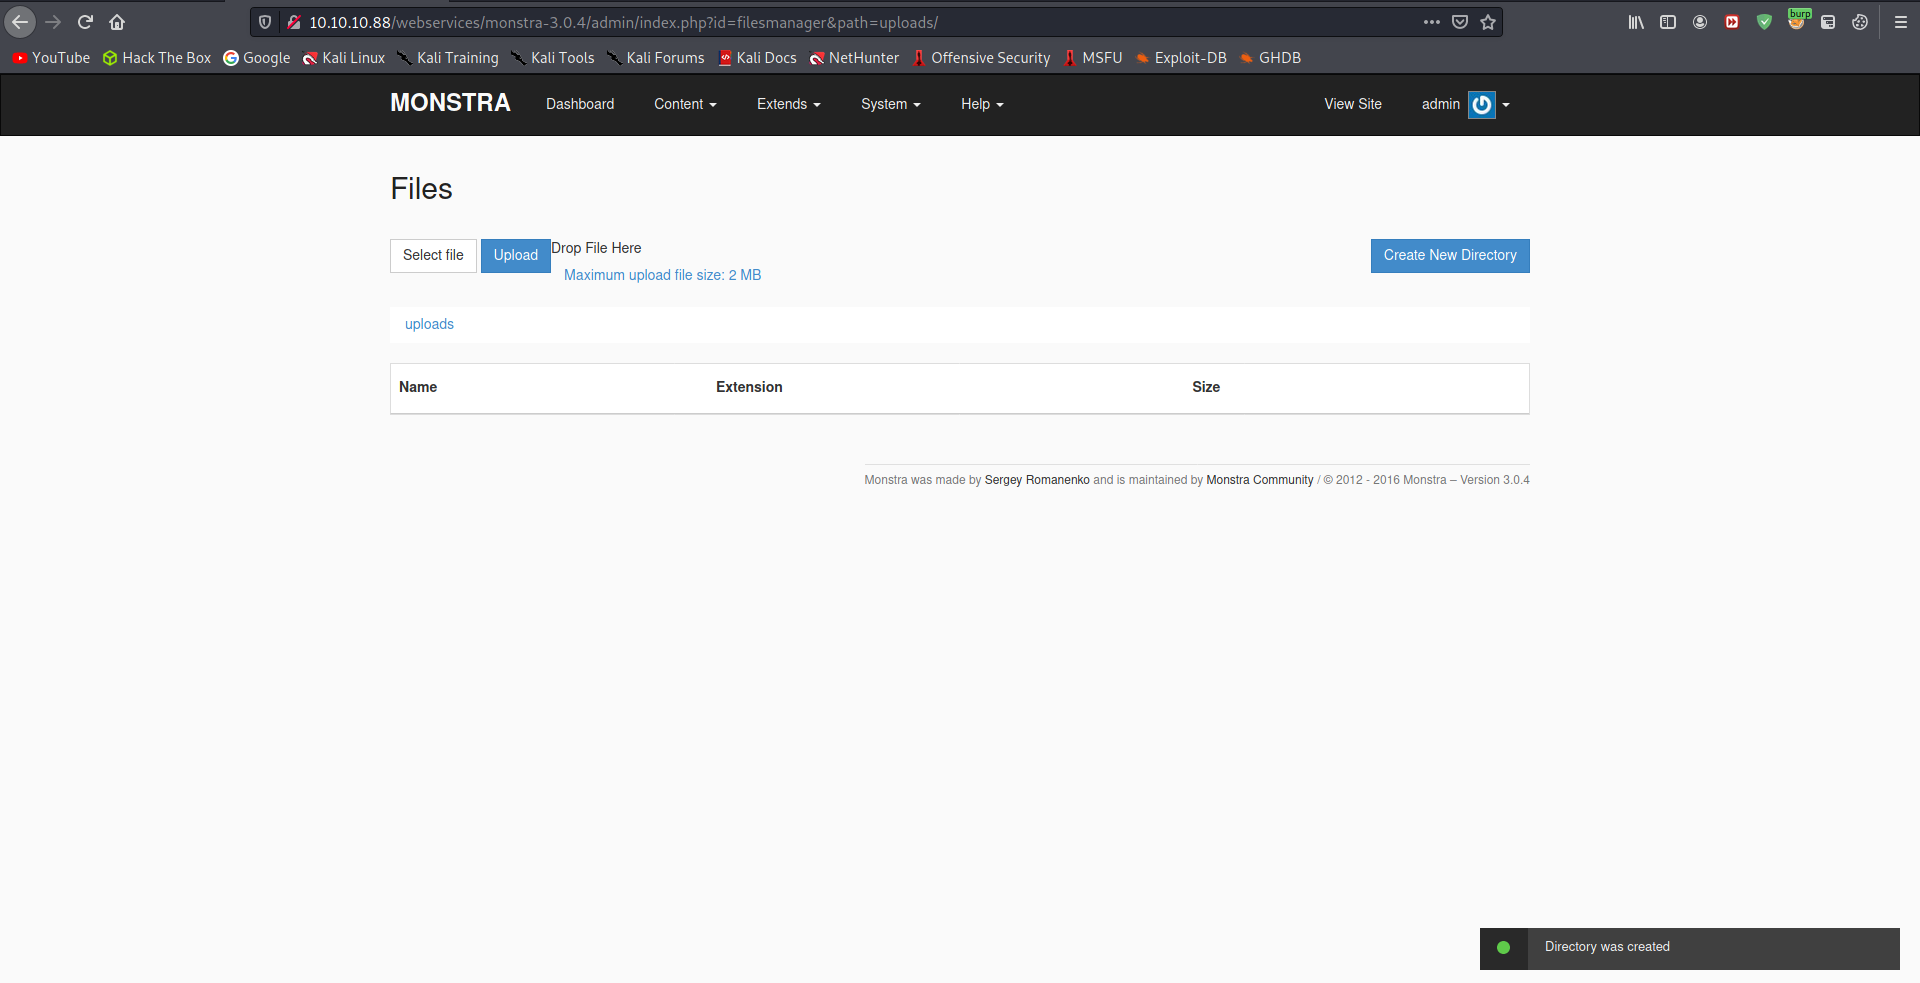 10.10.10.88/webservices/monstra-3.0.4/admin/index.php?id=filesmanager&path=uploads/
burp
YouTube Hack The Box Google Kali Linux Kali Training Kali Tools Kali Forums Kali Docs NetHunter Offensive Security MSFU Exploit-DB GHDB
MONSTRA Dashboard Content Extends System Help View Site admin
Files
Select file Upload Drop File Here Create New Directory
Maximum upload file size: 2 MB
uploads
Name Extension Size
Monstra was made by Sergey Romanenko and is maintained by Monstra Community / © 2012 - 2016 Monstra – Version 3.0.4
Directory was created